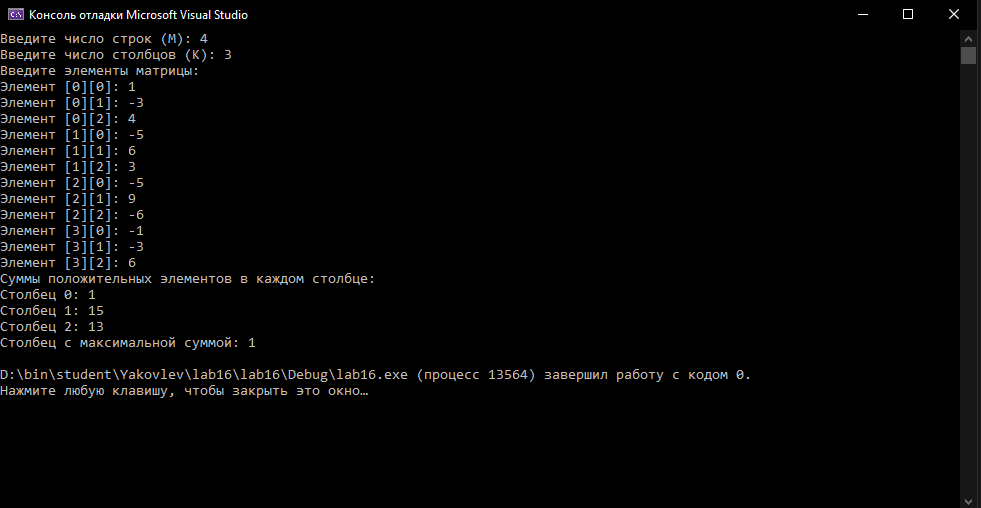 Консоль отладки Microsoft Visual Studio
Введите число строк (M): 4
Введите число столбцов (K): 3
Введите элементы матрицы:
Элемент [0][0]: 1
Элемент [0][1]: -3
Элемент [0][2]: 4
Элемент [1][0]: -5
Элемент [1][1]: 6
Элемент [1][2]: 3
Элемент [2][0]: -5
Элемент [2][1]: 9
Элемент [2][2]: -6
Элемент [3][0]: -1
Элемент [3][1]: -3
Элемент [3][2]: 6
Суммы положительных элементов в каждом столбце:
Столбец 0: 1
Столбец 1: 15
Столбец 2: 13
Столбец с максимальной суммой: 1
D:\bin\student\Yakovlev\lab16\lab16\Debug\lab16.exe (процесс 13564) завершил работу с кодом 0.
Нажмите любую клавишу, чтобы закрыть это окно…